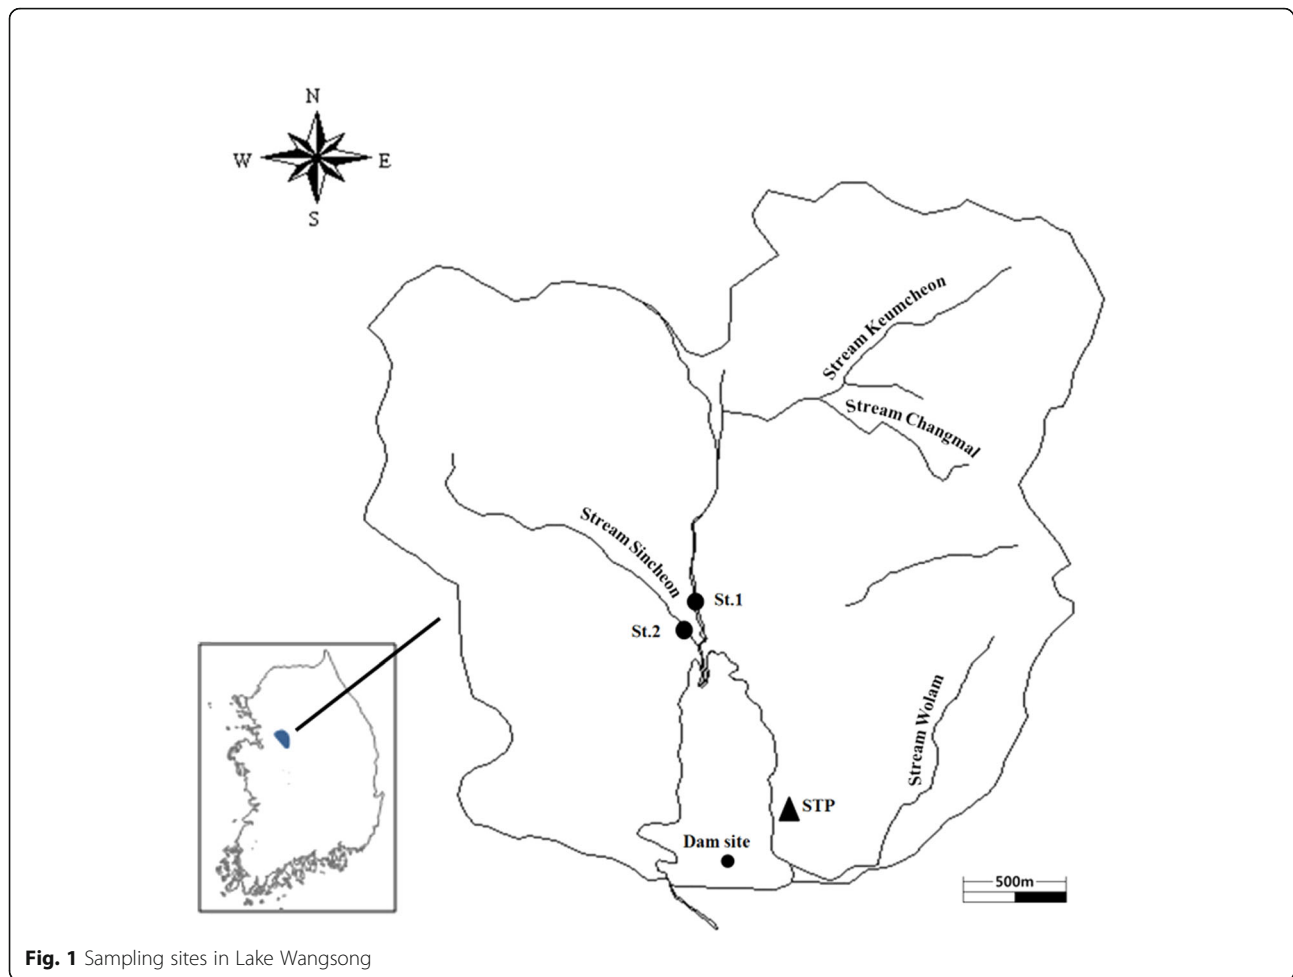 N
W E
S
Stream Keumcheon
Stream Changmal
Stream Sincheon
St.1
St.2
Stream Wolam
STP
Dam site
500m
Fig. 1 Sampling sites in Lake Wangsong